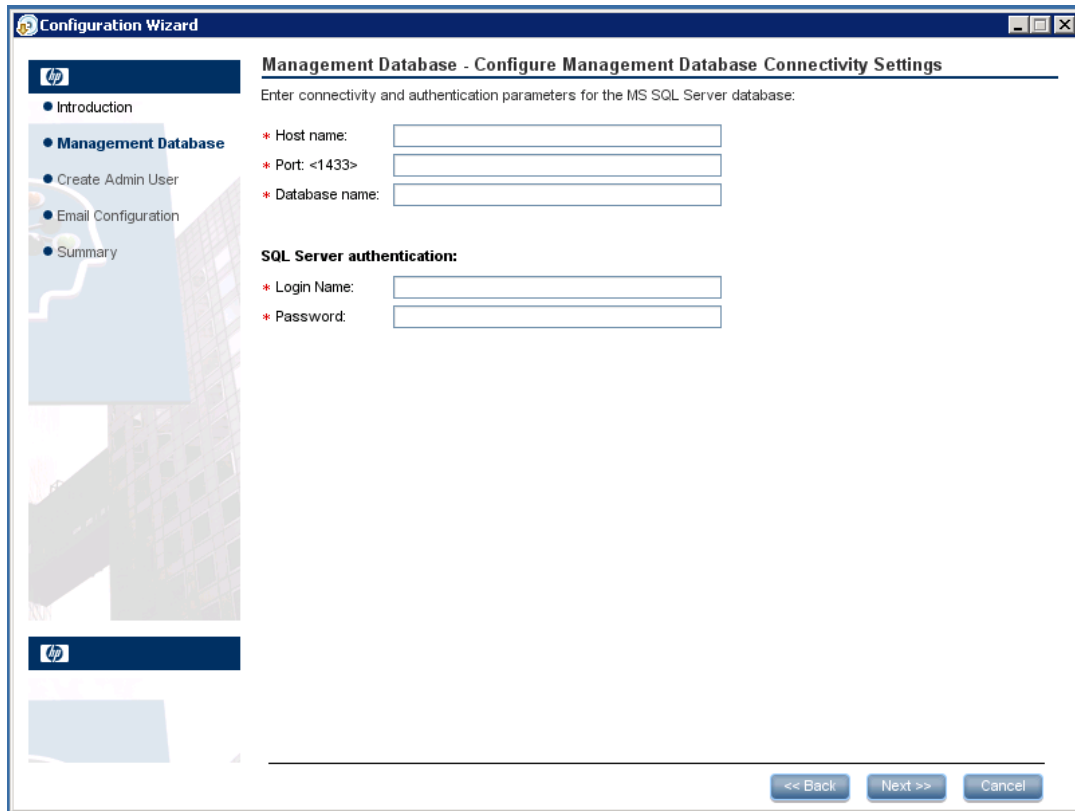 Configuration Wizard
hp
Introduction
Management Database
Create Admin User
Email Configuration
Summary
Management Database - Configure Management Database Connectivity Settings
Enter connectivity and authentication parameters for the MS SQL Server database:
* Host name:
* Port: <1433>
* Database name:
SQL Server authentication:
* Login Name:
* Password:
hp
<< Back
Next >>
Cancel